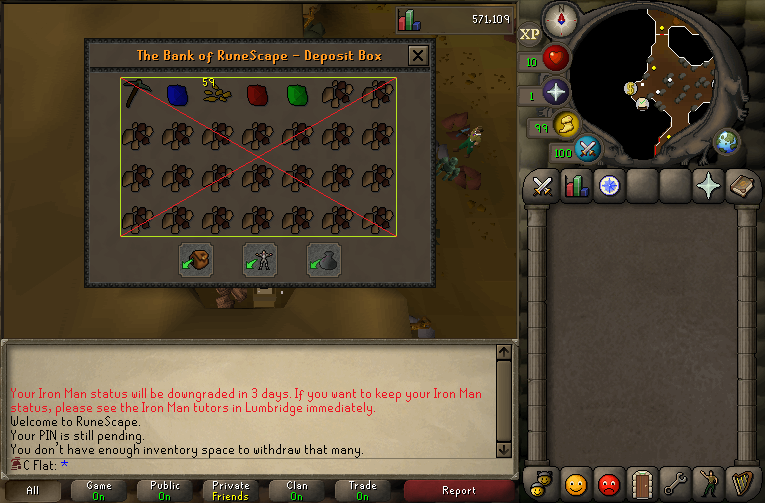 571,109
The Bank of RuneScape - Deposit Box
XP
N
59
10
1
99
100
Your Iron Man status will be downgraded in 3 days. If you want to keep your Iron Man
status, please see the Iron Man tutors in Lumbridge immediately.
Welcome to RuneScape.
Your PIN is still pending.
You don't have enough inventory space to withdraw that many.
C Flat: *
All
Game
On
Public
On
Private
Friends
Clan
On
Trade
On
Report